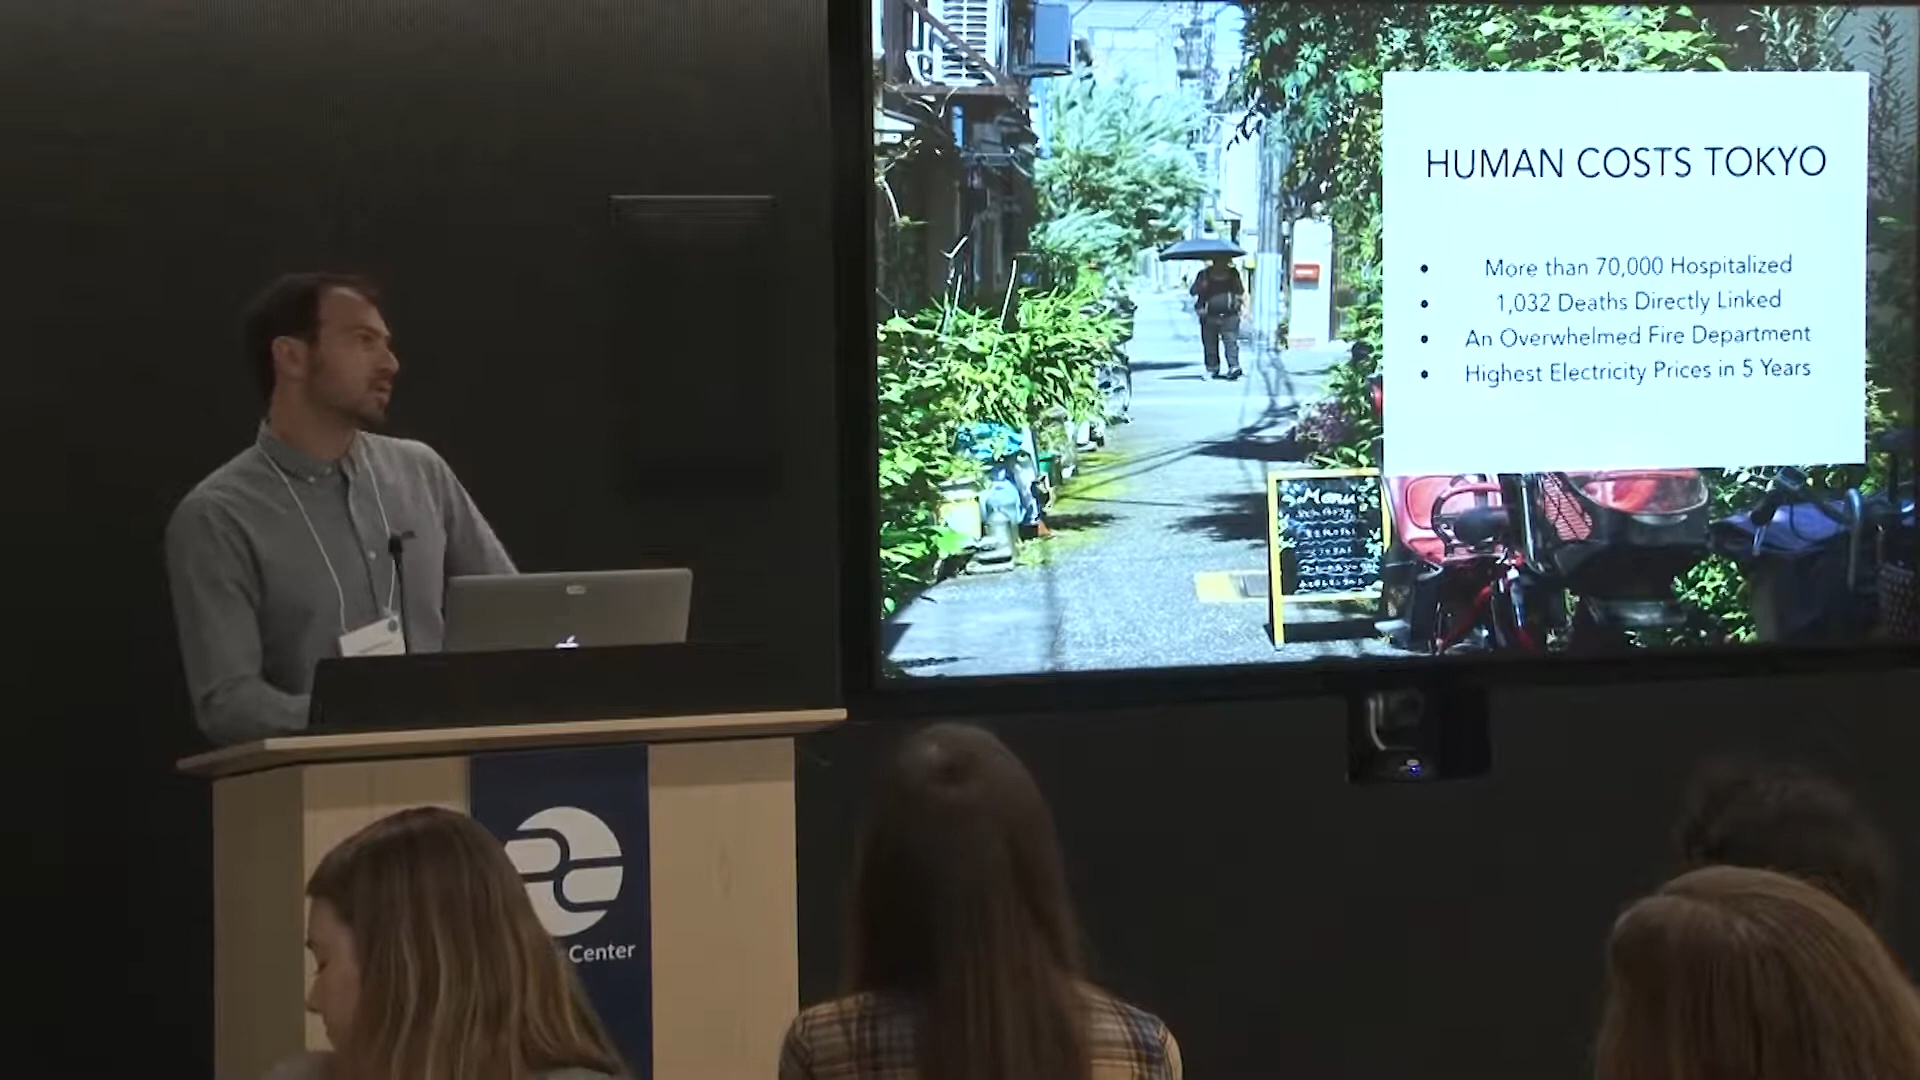 HUMAN COSTS TOKYO
• More than 70,000 Hospitalized
• 1,032 Deaths Directly Linked
• An Overwhelmed Fire Department
• Highest Electricity Prices in 5 Years
Menu
Center